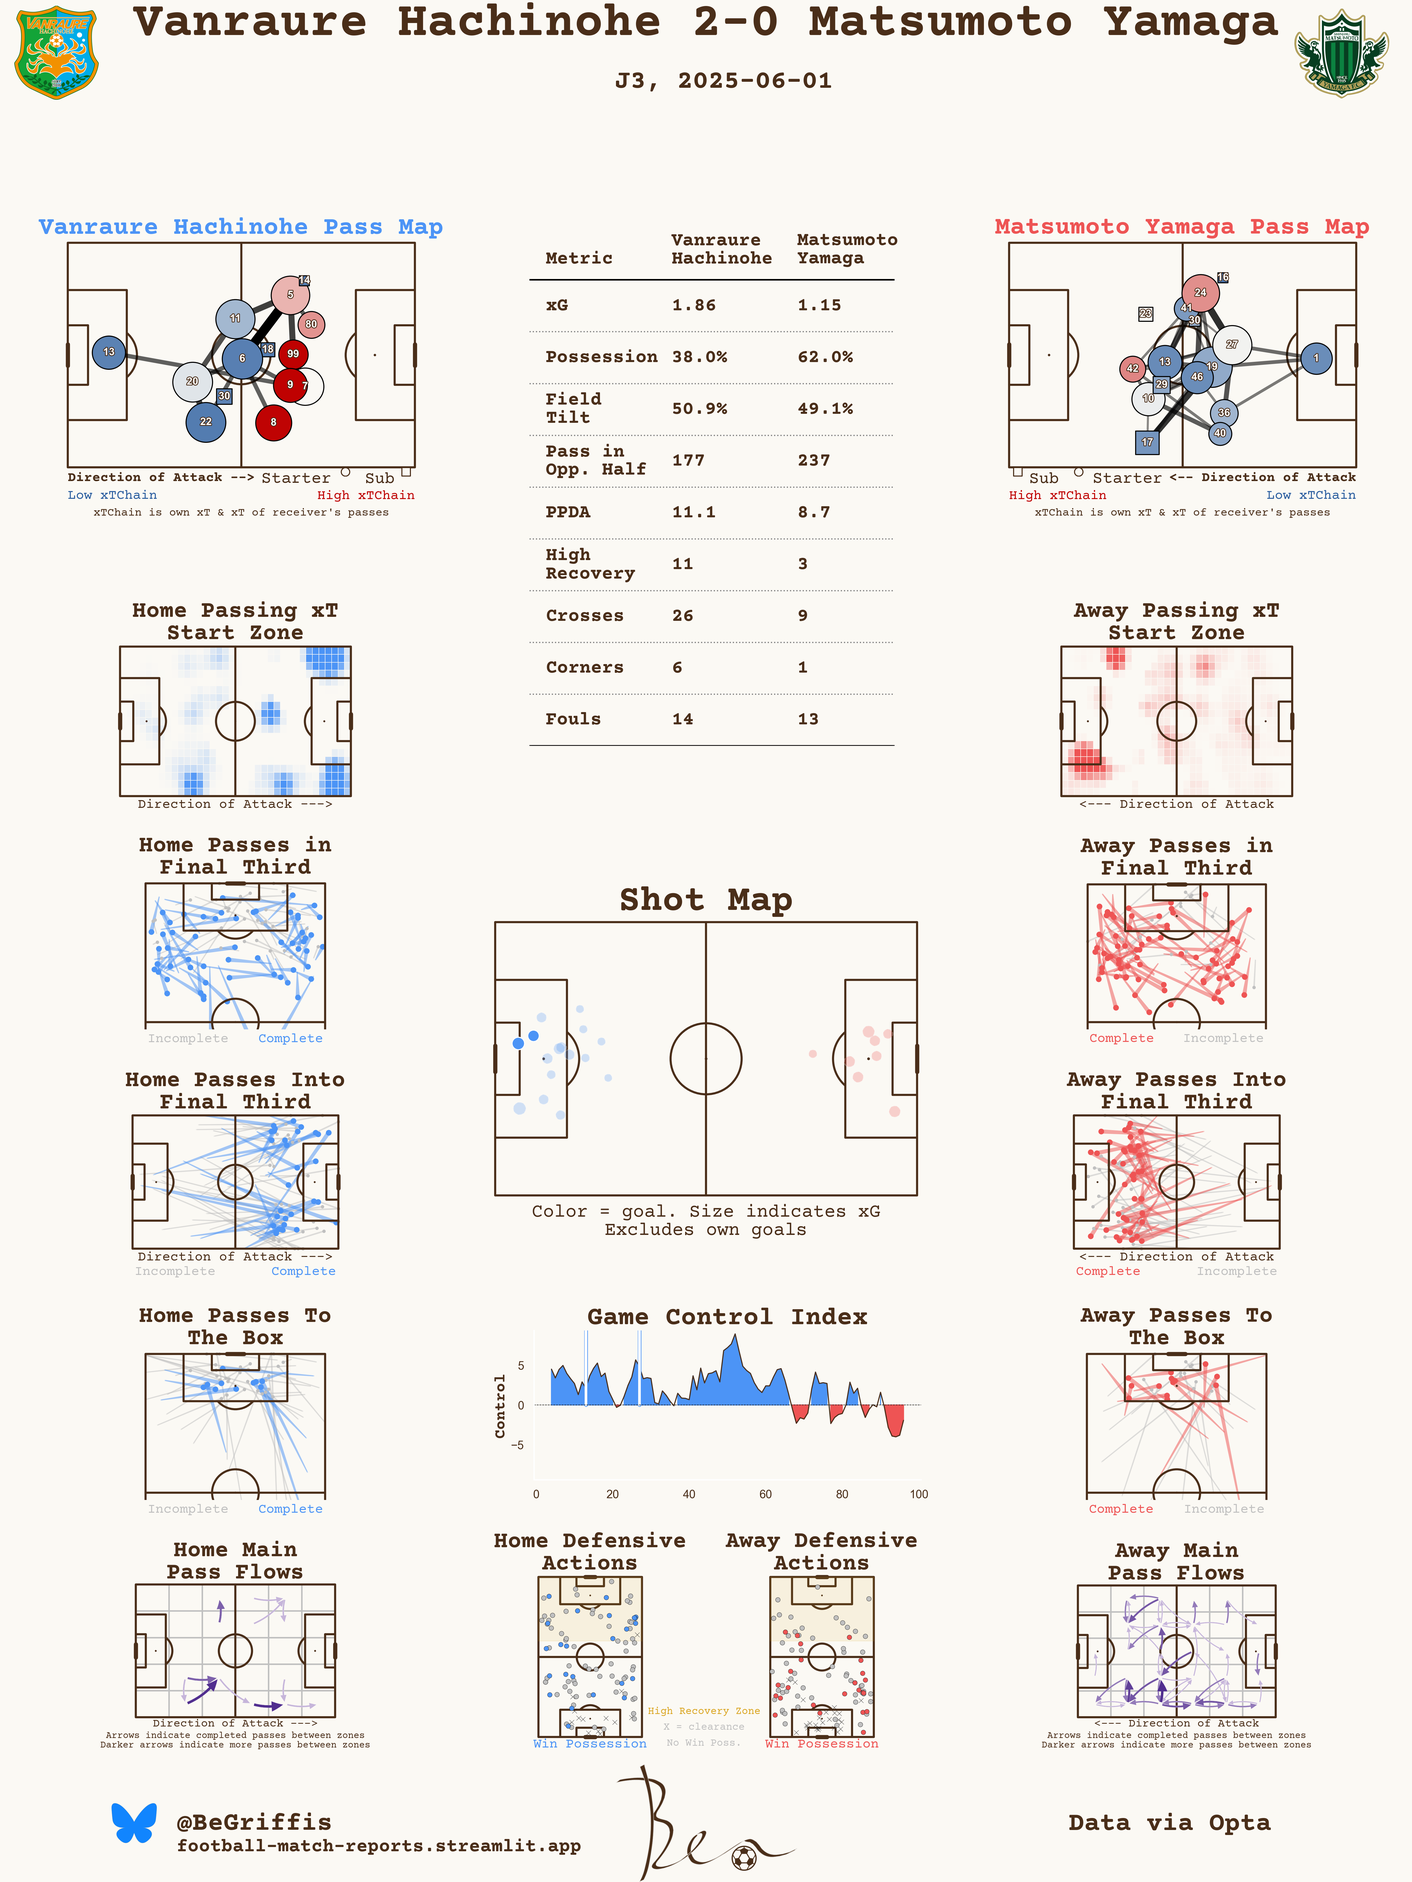 Vanraure Hachinohe 2-0 Matsumoto Yamaga
J3, 2025-06-01
VANRAURE
HACHINOHE
MATSUMOTO
YAMAGA F.C.
Vanraure Hachinohe Pass Map
14
5
11
80
18
99
13
6
20
9
7
30
22
8
Direction of Attack --> Starter Sub
Low xTChain High xTChain
xTChain is own xT & xT of receiver's passes
Metric Vanraure Hachinohe Matsumoto Yamaga
xG 1.86 1.15
Possession 38.0% 62.0%
Field Tilt 50.9% 49.1%
Pass in Opp. Half 177 237
PPDA 11.1 8.7
High Recovery 11 3
Crosses 26 9
Corners 6 1
Fouls 14 13
Matsumoto Yamaga Pass Map
16
24
41
23
30
27
13
19
1
42
46
29
10
36
40
17
Sub Starter <-- Direction of Attack
High xTChain Low xTChain
xTChain is own xT & xT of receiver's passes
Home Passing xT
Start Zone
Direction of Attack --->
Away Passing xT
Start Zone
<--- Direction of Attack
Home Passes in
Final Third
Incomplete Complete
Away Passes in
Final Third
Complete Incomplete
Shot Map
Color = goal. Size indicates xG
Excludes own goals
Home Passes Into
Final Third
Direction of Attack --->
Incomplete Complete
Away Passes Into
Final Third
<--- Direction of Attack
Complete Incomplete
Home Passes To
The Box
Incomplete Complete
Game Control Index
Control
5
0
−5
0 20 40 60 80 100
Away Passes To
The Box
Complete Incomplete
Home Main
Pass Flows
Direction of Attack --->
Arrows indicate completed passes between zones
Darker arrows indicate more passes between zones
Home Defensive
Actions
Win Possession
High Recovery Zone
X = clearance
No Win Poss.
Away Defensive
Actions
Win Possession
Away Main
Pass Flows
<--- Direction of Attack
Arrows indicate completed passes between zones
Darker arrows indicate more passes between zones
@BeGriffis
football-match-reports.streamlit.app
Ben
Data via Opta